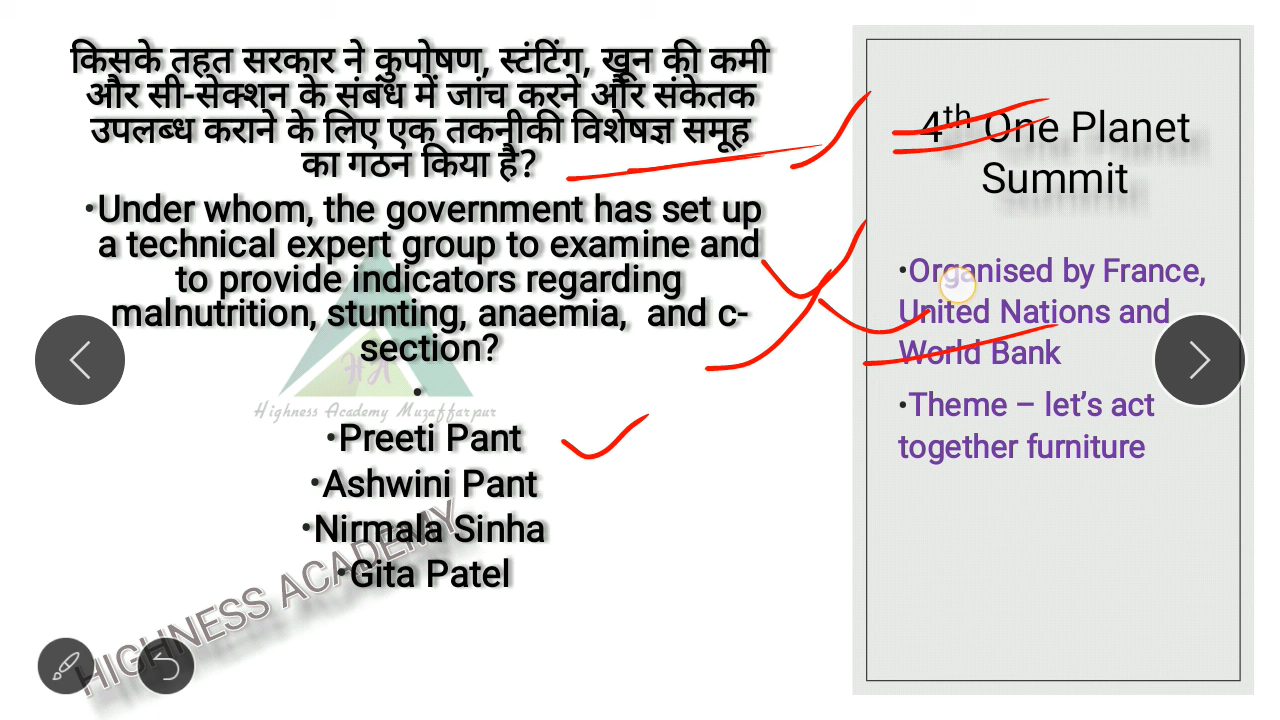 किसके तहत सरकार ने कुपोषण, स्टंटिंग, खून की कमी
और सी-सेक्शन के संबंध में जांच करने और संकेतक
उपलब्ध कराने के लिए एक तकनीकी विशेषज्ञ समूह
का गठन किया है?
•Under whom, the government has set up
a technical expert group to examine and
to provide indicators regarding
malnutrition, stunting, anaemia, and c-
section?
•
HA
Highness Academy Muzaffarpur
•Preeti Pant
•Ashwini Pant
•Nirmala Sinha
•Gita Patel
HIGHNESS ACADEMY
4th One Planet
Summit
•Organised by France,
United Nations and
World Bank
•Theme – let’s act
together furniture